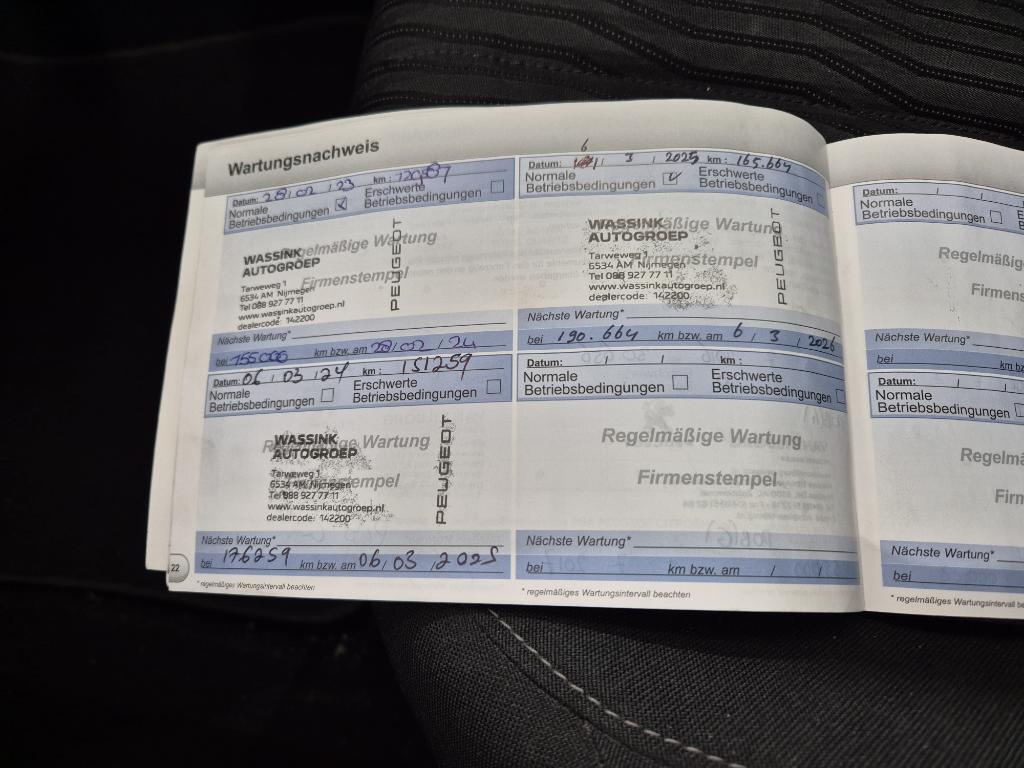 Wartungsnachweis
Datum: 28/02/23 km:
Normale Betriebsbedingungen
Erschwerte Betriebsbedingungen
Regelmäßige Wartung
Firmenstempel
WASSINK
AUTOGROEP
Tarweweg 1
6534 AM Nijmegen
Tel 088 927 77 11
www.wassinkautogroep.nl
dealercode: 142200
PEUGEOT
Nächste Wartung*
bei km bzw. am 28/02/24
Datum: 06/03/24 km: 151259
Normale Betriebsbedingungen
Erschwerte Betriebsbedingungen
Regelmäßige Wartung
Firmenstempel
WASSINK
AUTOGROEP
Tarweweg 1
6534 AM Nijmegen
Tel 088 927 77 11
www.wassinkautogroep.nl
dealercode: 142200
PEUGEOT
Nächste Wartung*
bei 176259 km bzw. am 06/03/2025
22
* regelmäßiges Wartungsintervall beachten
Datum: 6/3/2025 km: 165.664
Normale Betriebsbedingungen
Erschwerte Betriebsbedingungen
Regelmäßige Wartung
Firmenstempel
WASSINK
AUTOGROEP
Tarweweg 1
6534 AM Nijmegen
Tel 088 927 77 11
www.wassinkautogroep.nl
dealercode: 142200
PEUGEOT
Nächste Wartung*
bei 190.664 km bzw. am 6/3/2026
Datum: / / km:
Normale Betriebsbedingungen
Erschwerte Betriebsbedingungen
Regelmäßige Wartung
Firmenstempel
Nächste Wartung*
bei km bzw. am / /
* regelmäßiges Wartungsintervall beachten
Datum: / /
Normale Betriebsbedingungen
Regelmäßig
Firmens
Nächste Wartung*
bei km bz
Datum: / /
Normale Betriebsbedingungen
Regelmä
Firm
Nächste Wartung*
bei
* regelmäßiges Wartungsintervall be